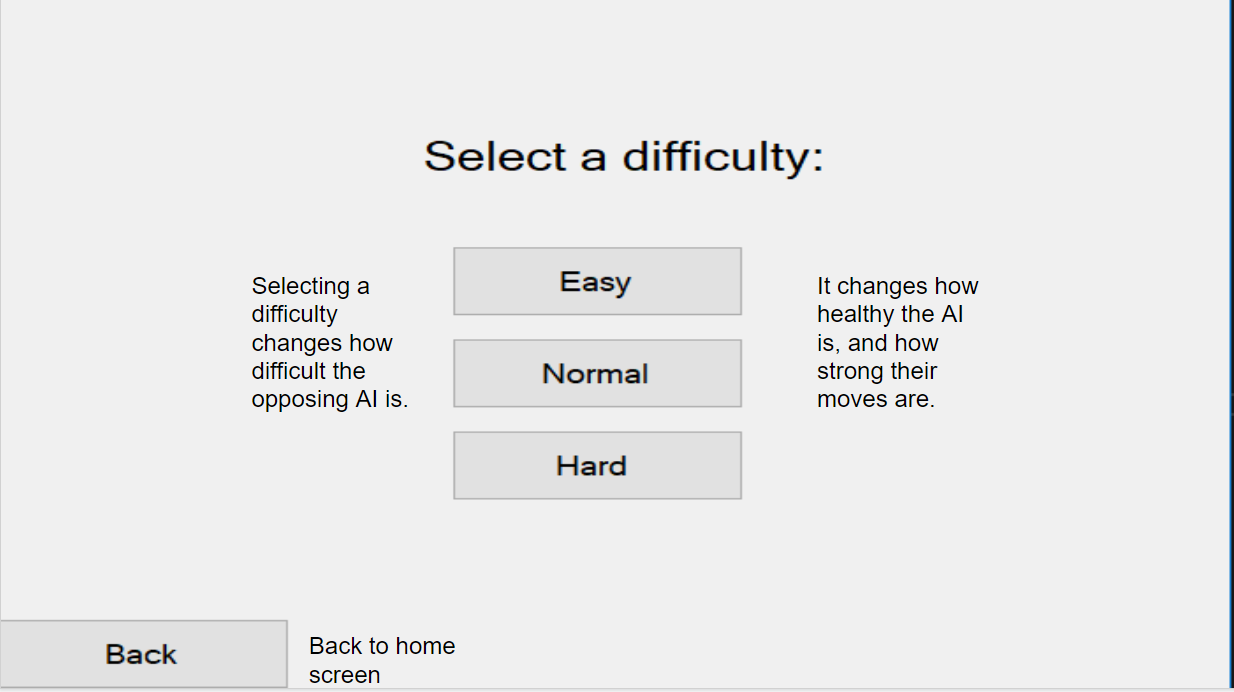 Select a difficulty:
Selecting a
difficulty
changes how
difficult the
opposing AI is.
Easy
Normal
Hard
It changes how
healthy the AI
is, and how
strong their
moves are.
Back
Back to home
screen